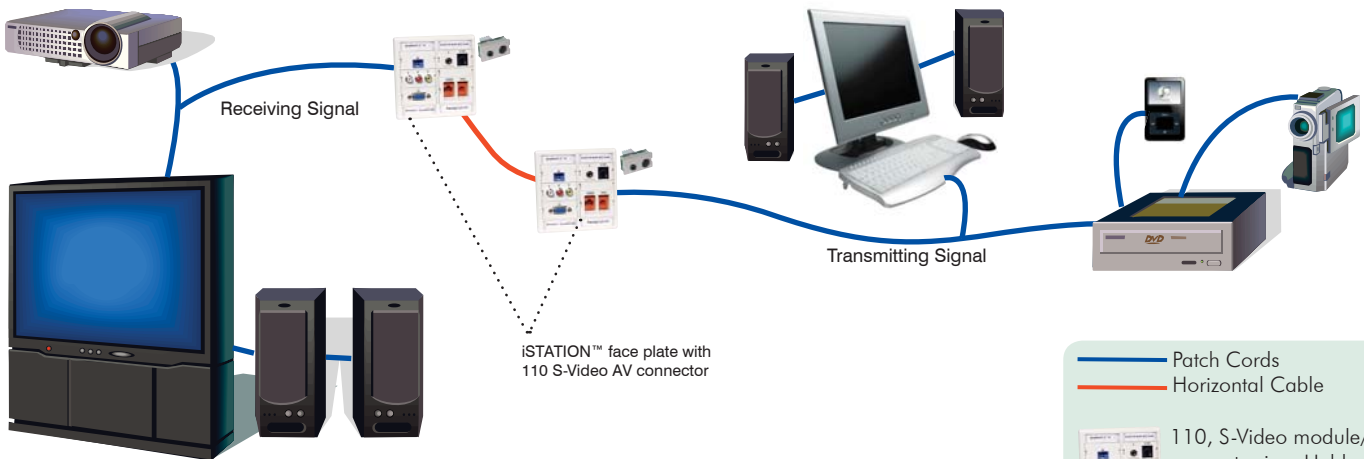 Receiving Signal
Transmitting Signal
DVD
iSTATION™ face plate with
110 S-Video AV connector
Patch Cords
Horizontal Cable
110, S-Video module/